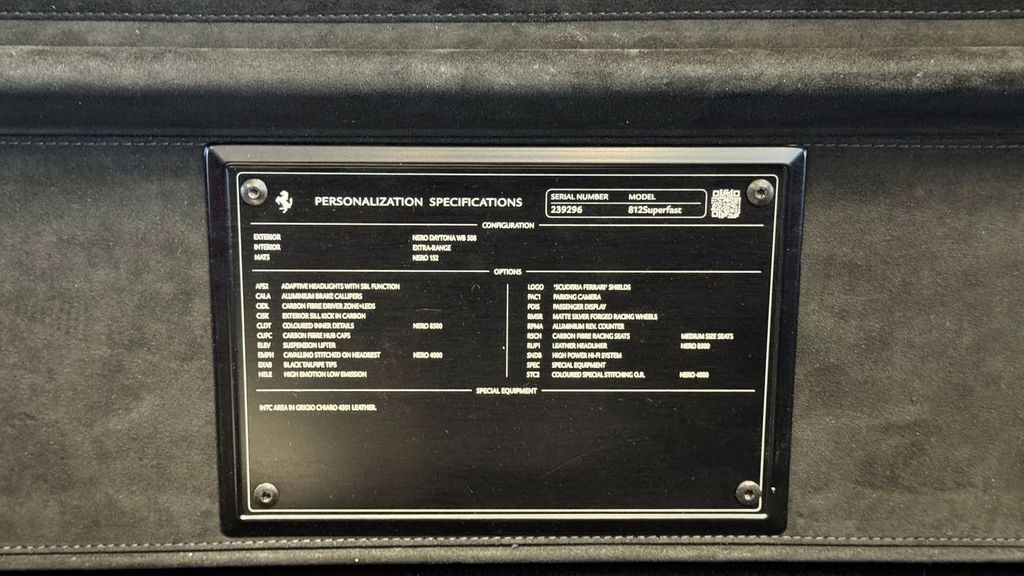 PERSONALIZATION SPECIFICATIONS
SERIAL NUMBER MODEL
239296 812Superfast
CONFIGURATION
EXTERIOR NERO DAYTONA WB 508
INTERIOR EXTRA-RANGE
MATS NERO 152
OPTIONS
AFS2 ADAPTIVE HEADLIGHTS WITH SBL FUNCTION
CALA ALUMINIUM BRAKE CALLIPERS
CIDL CARBON FIBRE DRIVER ZONE+LEDS
CISK EXTERIOR SILL KICK IN CARBON
CLDT COLOURED INNER DETAILS NERO 8500
CUPC CARBON FIBRE HUB CAPS
ELEV SUSPENSION LIFTER
EMPH CAVALLINO STITCHED ON HEADREST NERO 4000
EXAB BLACK TAILPIPE TIPS
HELE HIGH EMOTION LOW EMISSION
LOGO 'SCUDERIA FERRARI' SHIELDS
PAC1 PARKING CAMERA
PDIS PASSENGER DISPLAY
RMSR MATTE SILVER FORGED RACING WHEELS
RPMA ALUMINIUM REV. COUNTER
RSCH CARBON FIBRE RACING SEATS MEDIUM SIZE SEATS
RUF1 LEATHER HEADLINER NERO 8500
SNDB HIGH POWER HI-FI SYSTEM
SPEC SPECIAL EQUIPMENT
STC2 COLOURED SPECIAL STITCHING O.R. NERO 4000
SPECIAL EQUIPMENT
INTC AREA IN GRIGIO CHIARO 4301 LEATHER.